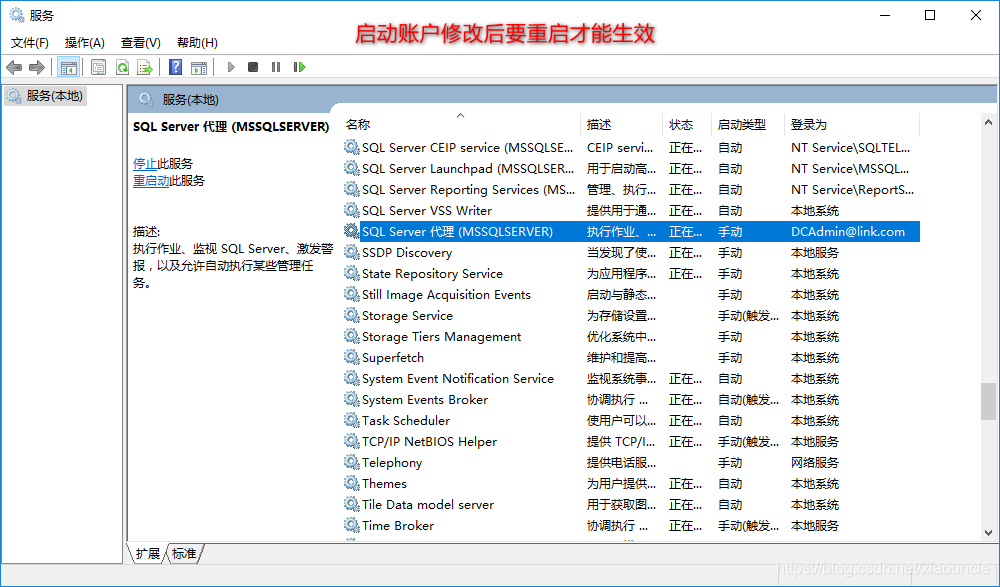 服务
启动账户修改后要重启才能生效
文件(F) 操作(A) 查看(V) 帮助(H)
服务(本地)
服务(本地)
SQL Server 代理 (MSSQLSERVER)
停止此服务
重启动此服务
描述:
执行作业、监视 SQL Server、激发警
报，以及允许自动执行某些管理任
务。
名称 描述 状态 启动类型 登录为
SQL Server CEIP service (MSSQLSE... CEIP servi... 正在... 自动 NT Service\SQLTEL...
SQL Server Launchpad (MSSQLSER... 用于启动高... 正在... 自动 NT Service\MSSQL...
SQL Server Reporting Services (MS... 管理、执行... 正在... 自动 NT Service\ReportS...
SQL Server VSS Writer 提供用于通... 正在... 自动 本地系统
SQL Server 代理 (MSSQLSERVER) 执行作业、... 正在... 手动 DCAdmin@link.com
SSDP Discovery 当发现了使... 正在... 手动 本地服务
State Repository Service 为应用程序... 正在... 手动 本地系统
Still Image Acquisition Events 启动与静态... 手动 本地系统
Storage Service 为存储设置... 手动(触发... 本地系统
Storage Tiers Management 优化系统中... 手动 本地系统
Superfetch 维护和提高... 手动 本地系统
System Event Notification Service 监视系统事... 正在... 自动 本地系统
System Events Broker 协调执行 ... 正在... 自动(触发... 本地系统
Task Scheduler 使用户可以... 正在... 自动 本地系统
TCP/IP NetBIOS Helper 提供 TCP/I... 正在... 手动(触发... 本地服务
Telephony 提供电话服... 手动 网络服务
Themes 为用户提供... 正在... 自动 本地系统
Tile Data model server 用于获取图... 正在... 自动 本地系统
Time Broker 协调执行 ... 正在... 手动(触发... 本地服务
扩展 标准
https://blog.csdn.net/xiaouncle